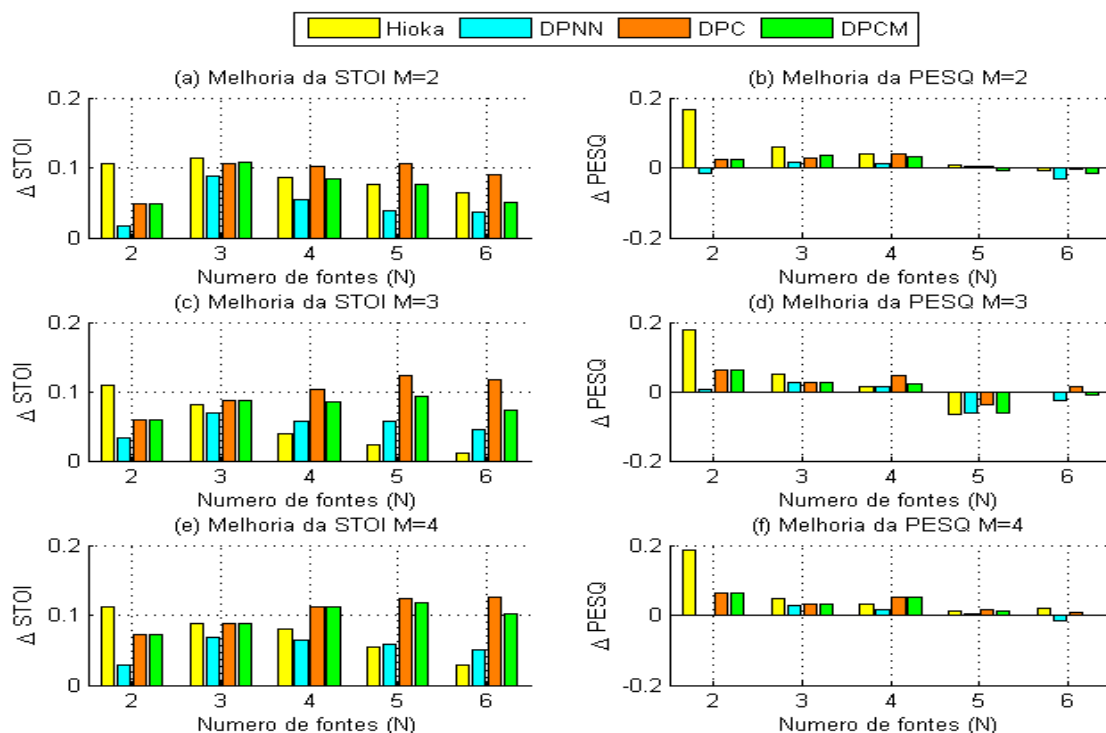 Hioka DPNN DPC DPCM
(a) Melhoria da STOI M=2
0.2
0.1
0
Δ STOI
2 3 4 5 6
Numero de fontes (N)
(b) Melhoria da PESQ M=2
0.2
0
-0.2
Δ PESQ
2 3 4 5 6
Numero de fontes (N)
(c) Melhoria da STOI M=3
0.2
0.1
0
Δ STOI
2 3 4 5 6
Numero de fontes (N)
(d) Melhoria da PESQ M=3
0.2
0
-0.2
Δ PESQ
2 3 4 5 6
Numero de fontes (N)
(e) Melhoria da STOI M=4
0.2
0.1
0
Δ STOI
2 3 4 5 6
Numero de fontes (N)
(f) Melhoria da PESQ M=4
0.2
0
-0.2
Δ PESQ
2 3 4 5 6
Numero de fontes (N)